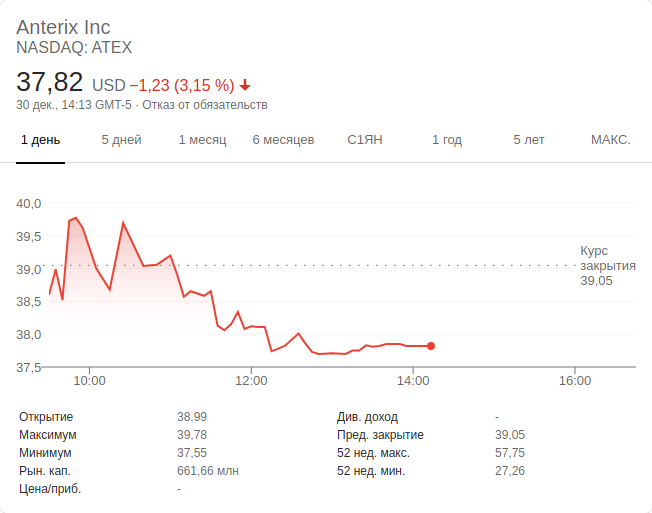 Anterix Inc
NASDAQ: ATEX
37,82 USD −1,23 (3,15 %)
30 дек., 14:13 GMT-5 · Отказ от обязательств
1 день 5 дней 1 месяц 6 месяцев С1ЯН 1 год 5 лет МАКС.
40,0
39,5
39,0
38,5
38,0
37,5
Курс
закрытия
39,05
10:00 12:00 14:00 16:00
Открытие 38,99 Див. доход -
Максимум 39,78 Пред. закрытие 39,05
Минимум 37,55 52 нед. макс. 57,75
Рын. кап. 661,66 млн 52 нед. мин. 27,26
Цена/приб. -